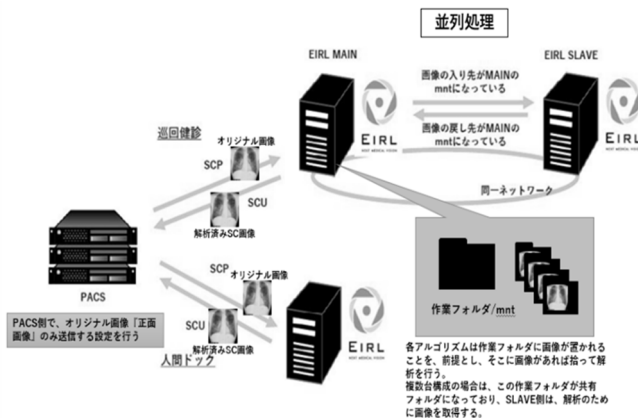 並列処理
EIRL MAIN
EIRL SLAVE
画像の入り先がMAINの
mntになっている
画像の戻し先がMAINの
mntになっている
EIRL
EIRL
同一ネットワーク
巡回健診
オリジナル画像
SCP
SCU
解析済みSC画像
PACS
PACS側で、オリジナル画像『正面
画像』のみ送信する設定を行う
SCP
オリジナル画像
SCU
解析済みSC画像
人間ドック
EIRL
作業フォルダ/mnt
各アルゴリズムは作業フォルダに画像が置かれる
ことを、前提とし、そこに画像があれば拾って解
析を行う。
複数台構成の場合は、この作業フォルダが共有
フォルダになっており、SLAVE側は、解析のため
に画像を取得する。